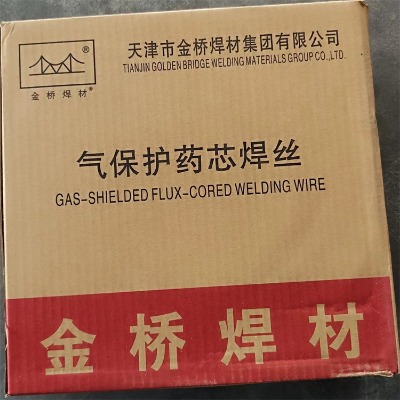 天津市金桥焊材集团有限公司
TIANJIN GOLDEN BRIDGE WELDING MATERIALS GROUP CO.,LTD.
®
金桥焊材®
气保护药芯焊丝
GAS-SHIELDED FLUX-CORED WELDING WIRE
金桥焊材